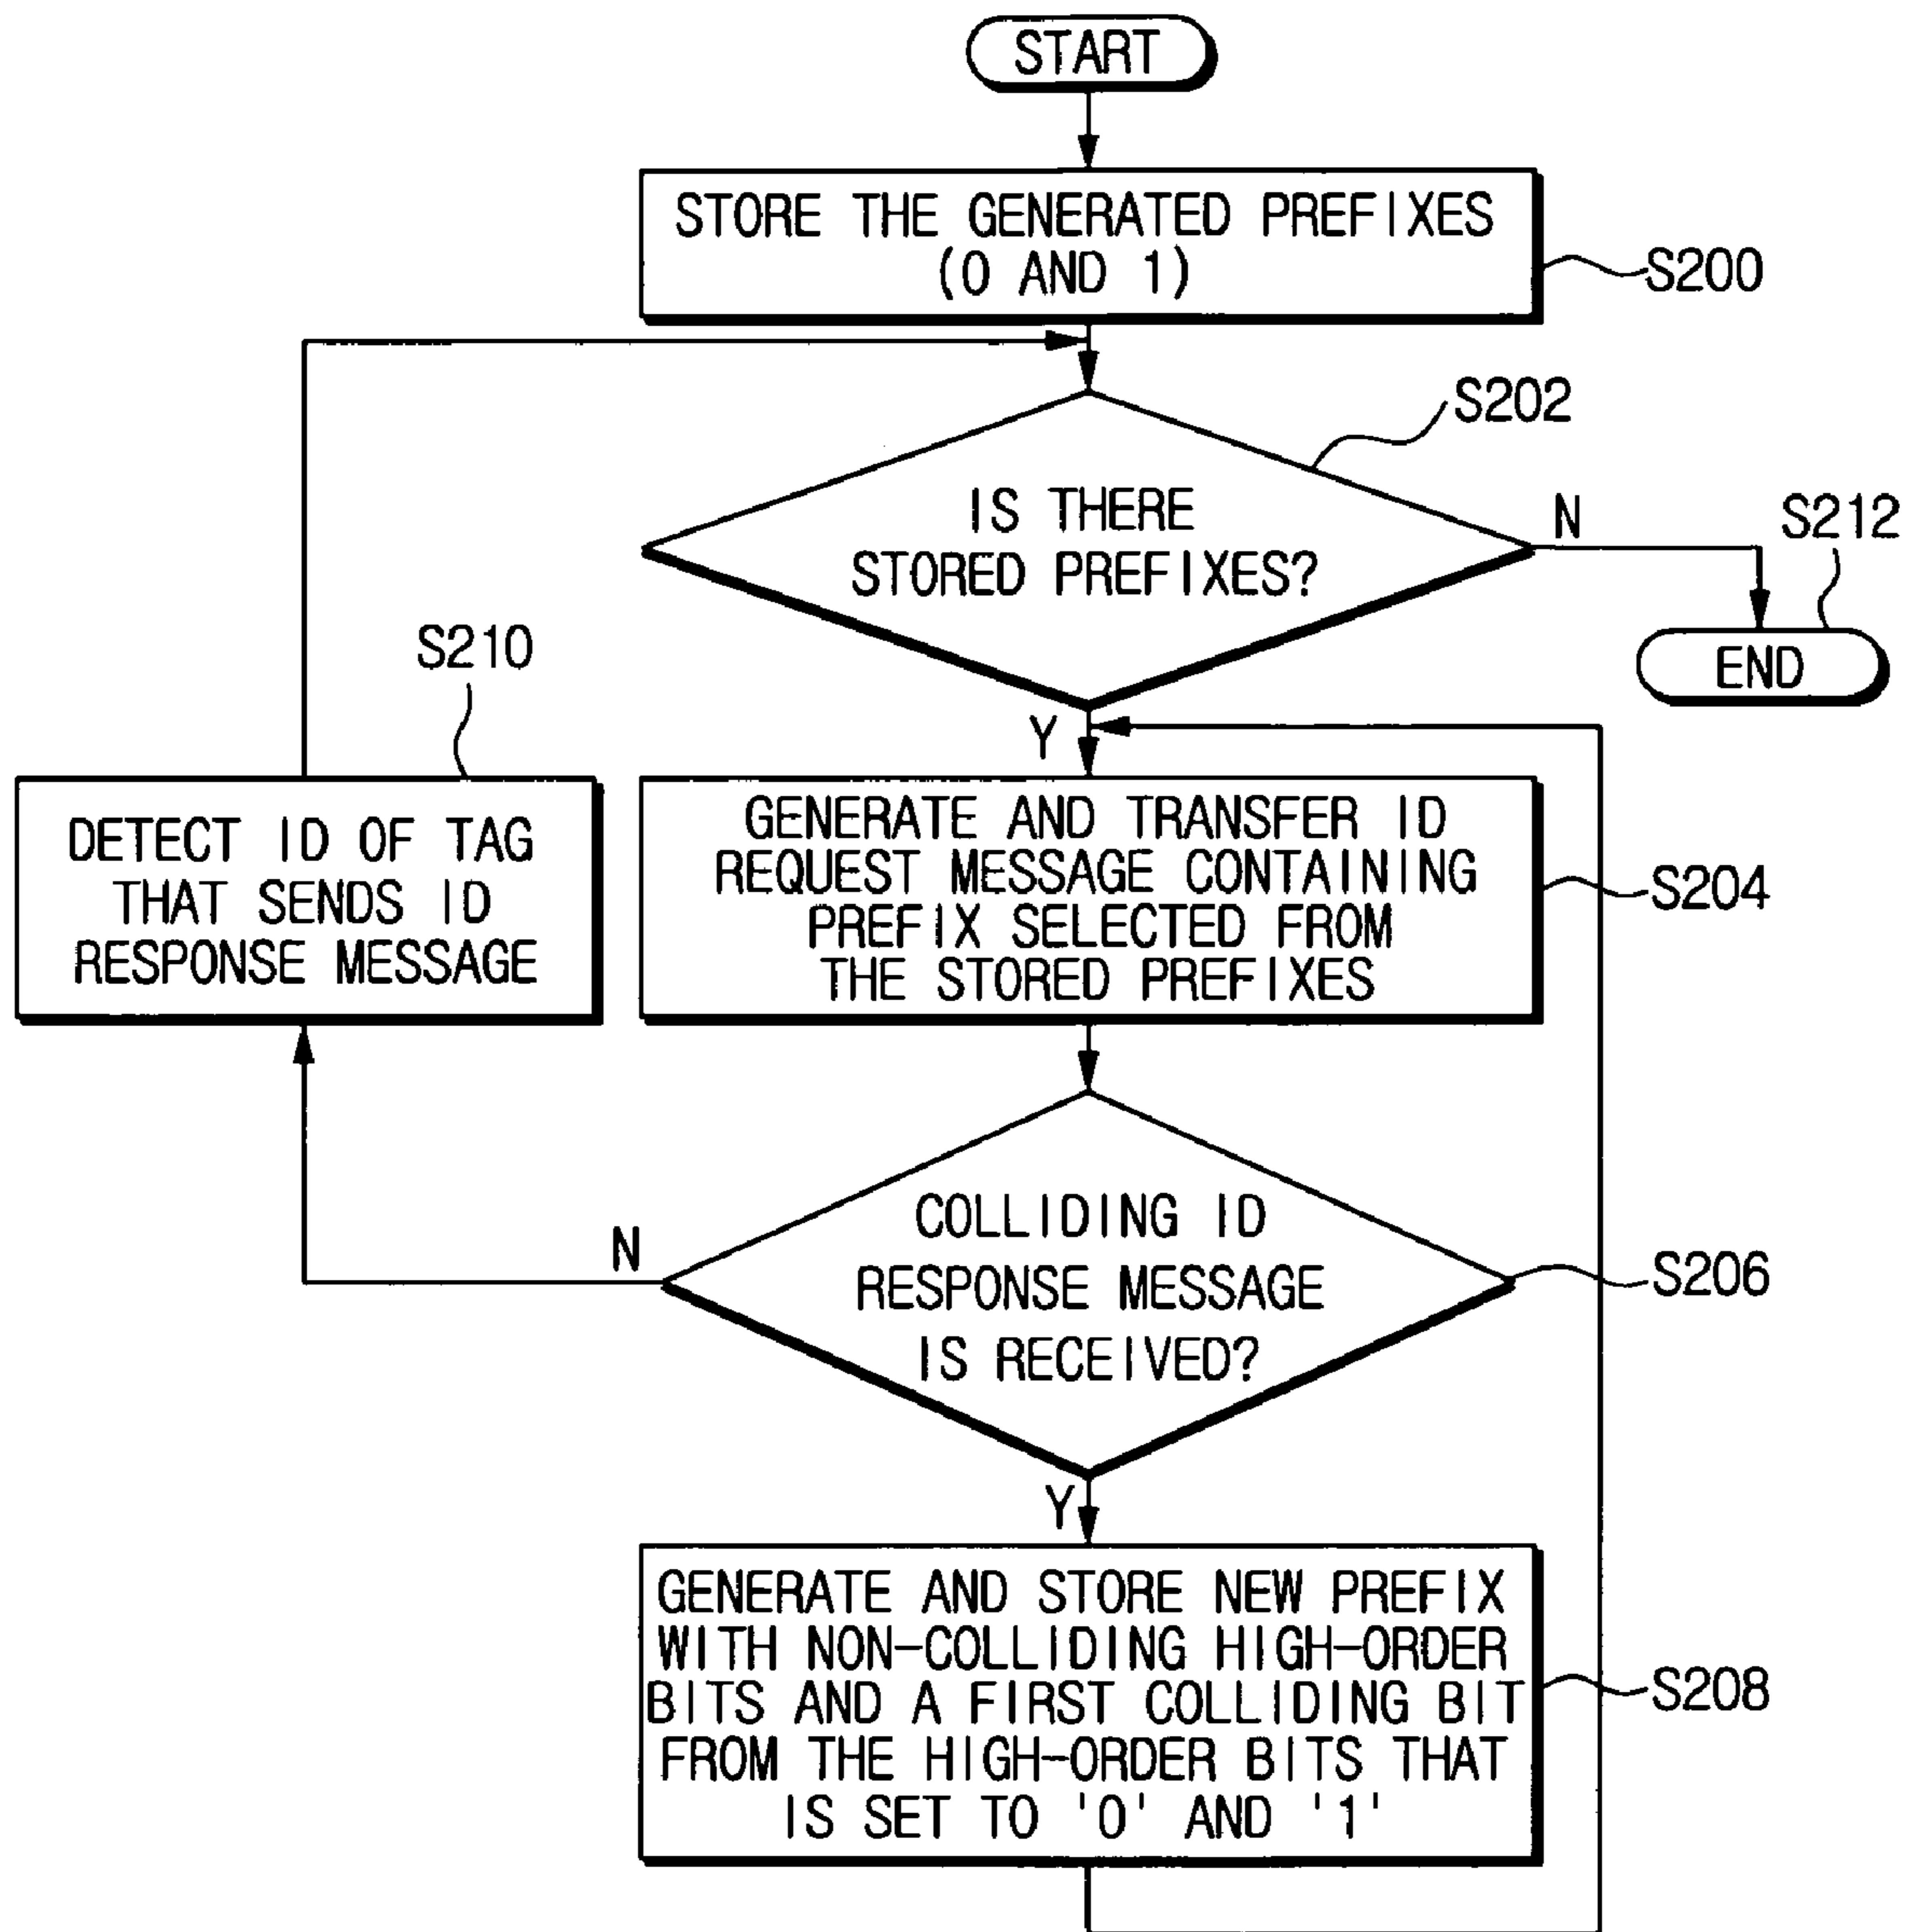 START
STORE THE GENERATED PREFIXES
(0 AND 1)
S200
S202
IS THERE
STORED PREFIXES?
N
S212
END
S210
Y
DETECT ID OF TAG
THAT SENDS ID
RESPONSE MESSAGE
GENERATE AND TRANSFER ID
REQUEST MESSAGE CONTAINING
PREFIX SELECTED FROM
THE STORED PREFIXES
S204
COLLIDING ID
RESPONSE MESSAGE
IS RECEIVED?
N
S206
Y
GENERATE AND STORE NEW PREFIX
WITH NON-COLLIDING HIGH-ORDER
BITS AND A FIRST COLLIDING BIT
FROM THE HIGH-ORDER BITS THAT
IS SET TO '0' AND '1'
S208